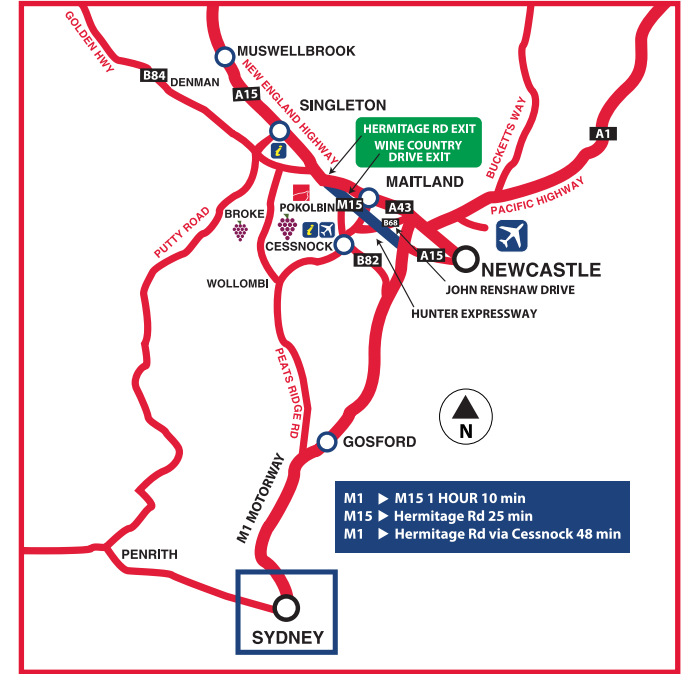 GOLDEN HWY
MUSWELLBROOK
B84
DENMAN
A15
NEW ENGLAND HIGHWAY
SINGLETON
i
HERMITAGE RD EXIT
WINE COUNTRY
DRIVE EXIT
BUCKETTS WAY
A1
PACIFIC HIGHWAY
MAITLAND
POKOLBIN
M15
A43
B68
BROKE
PUTTY ROAD
i
CESSNOCK
B82
A15
NEWCASTLE
WOLLOMBI
JOHN RENSHAW DRIVE
HUNTER EXPRESSWAY
PEATS RIDGE RD
N
GOSFORD
M1 MOTORWAY
M1 ▶ M15 1 HOUR 10 min
M15 ▶ Hermitage Rd 25 min
M1 ▶ Hermitage Rd via Cessnock 48 min
PENRITH
SYDNEY